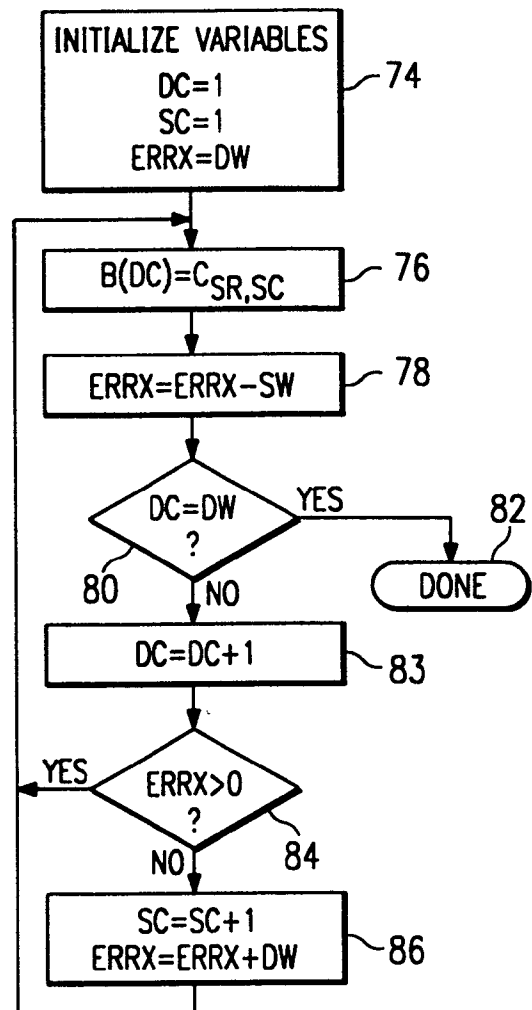 INITIALIZE VARIABLES
DC=1
SC=1
ERRX=DW
74
B(DC)=C_SR,SC
76
ERRX=ERRX-SW
78
DC=DW
?
YES
80
NO
82
DONE
DC=DC+1
83
YES
ERRX>0
?
84
NO
SC=SC+1
ERRX=ERRX+DW
86